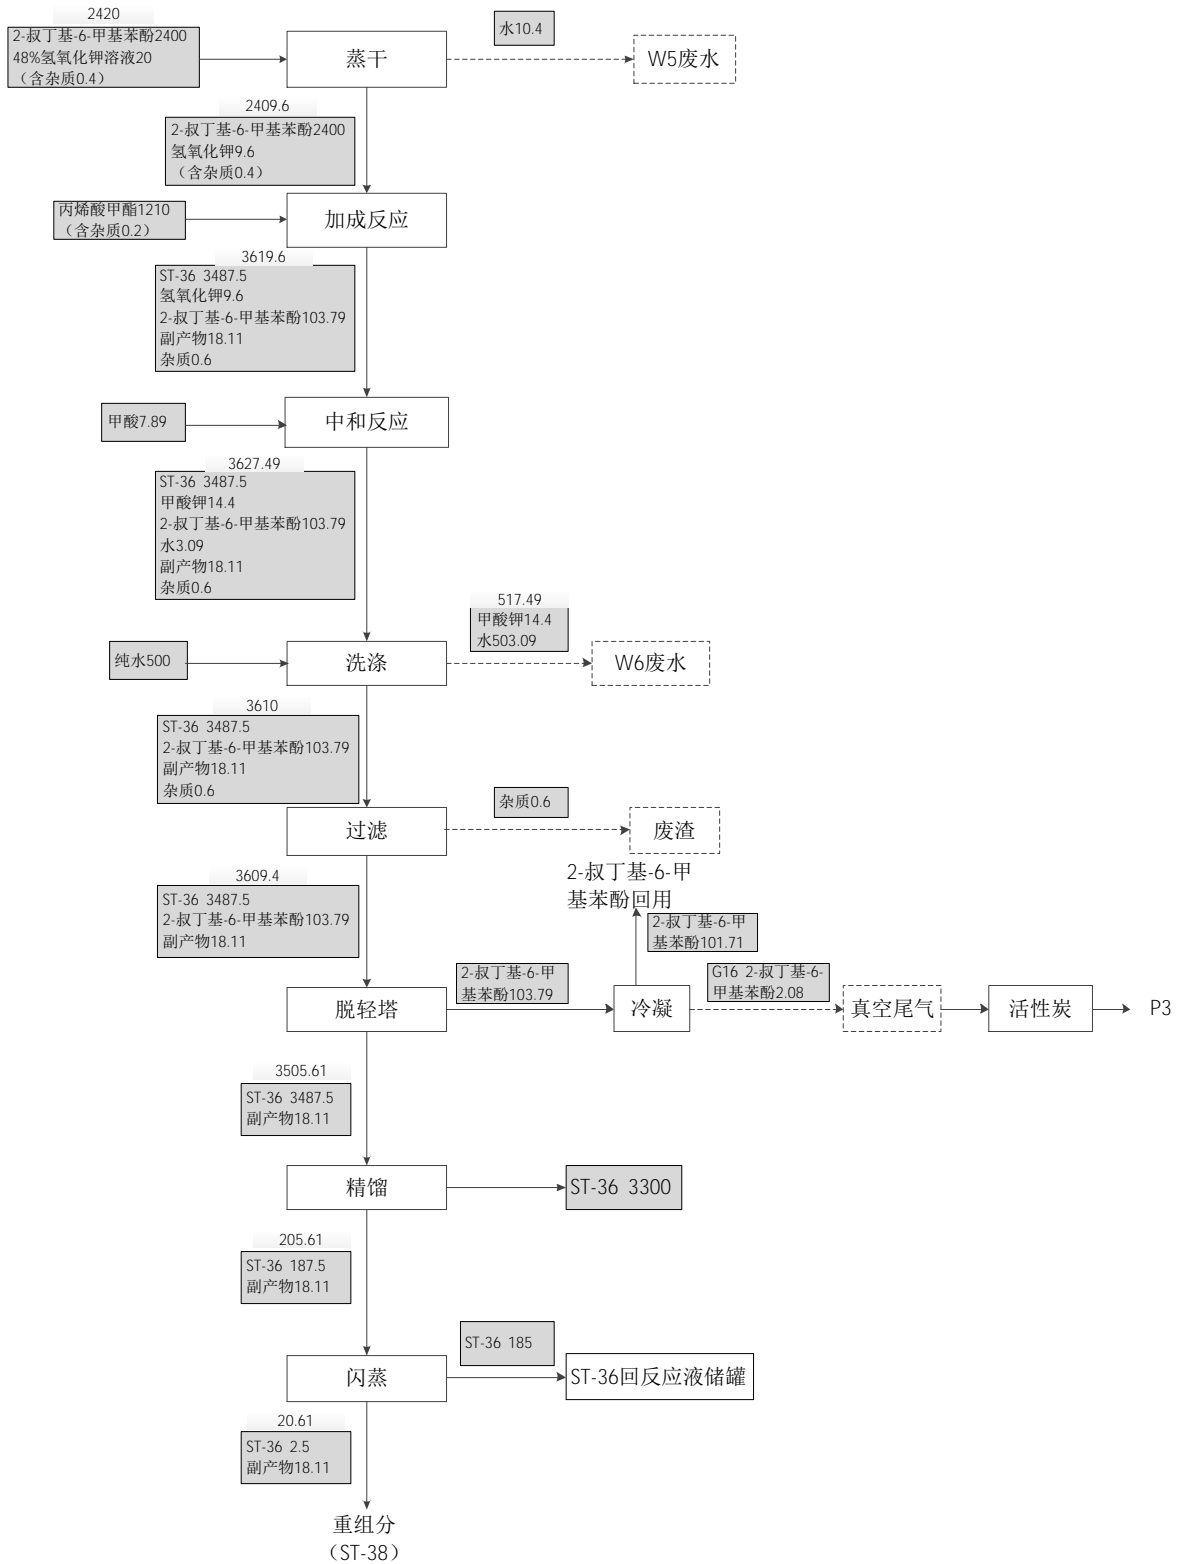 2420
2-叔丁基-6-甲基苯酚2400
48%氢氧化钾溶液20
（含杂质0.4）
蒸干
水10.4
W5废水
2409.6
2-叔丁基-6-甲基苯酚2400
氢氧化钾9.6
（含杂质0.4）
丙烯酸甲酯1210
（含杂质0.2）
加成反应
3619.6
ST-36 3487.5
氢氧化钾9.6
2-叔丁基-6-甲基苯酚103.79
副产物18.11
杂质0.6
甲酸7.89
中和反应
3627.49
ST-36 3487.5
甲酸钾14.4
2-叔丁基-6-甲基苯酚103.79
水3.09
副产物18.11
杂质0.6
517.49
甲酸钾14.4
水503.09
纯水500
洗涤
W6废水
3610
ST-36 3487.5
2-叔丁基-6-甲基苯酚103.79
副产物18.11
杂质0.6
过滤
杂质0.6
废渣
3609.4
ST-36 3487.5
2-叔丁基-6-甲基苯酚103.79
副产物18.11
2-叔丁基-6-甲
基苯酚回用
2-叔丁基-6-甲
基苯酚101.71
脱轻塔
2-叔丁基-6-甲
基苯酚103.79
冷凝
G16 2-叔丁基-6-
甲基苯酚2.08
真空尾气
活性炭
P3
3505.61
ST-36 3487.5
副产物18.11
精馏
ST-36 3300
205.61
ST-36 187.5
副产物18.11
闪蒸
ST-36 185
ST-36回反应液储罐
20.61
ST-36 2.5
副产物18.11
重组分
（ST-38）